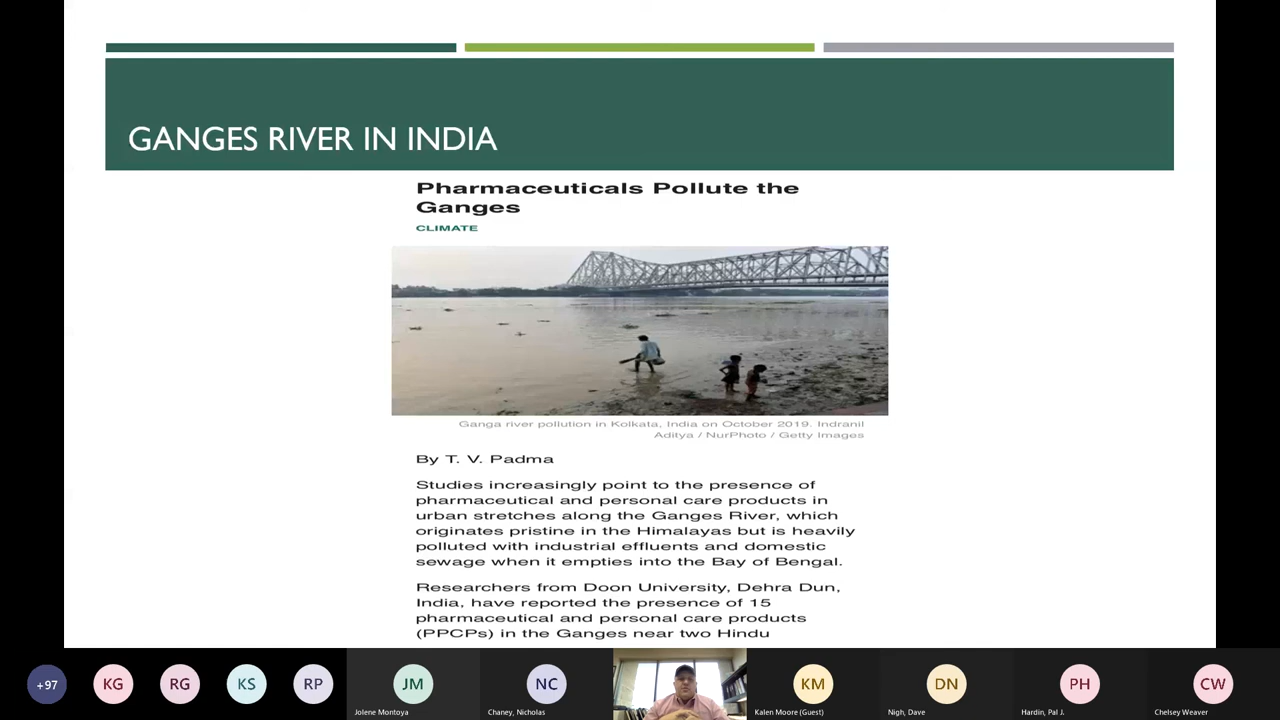 GANGES RIVER IN INDIA
Pharmaceuticals Pollute the
Ganges
CLIMATE
Ganga river pollution in Kolkata, India on October 2019. Indranil
Aditya / NurPhoto / Getty Images
By T. V. Padma
Studies increasingly point to the presence of
pharmaceutical and personal care products in
urban stretches along the Ganges River, which
originates pristine in the Himalayas but is heavily
polluted with industrial effluents and domestic
sewage when it empties into the Bay of Bengal.
Researchers from Doon University, Dehra Dun,
India, have reported the presence of 15
pharmaceutical and personal care products
(PPCPs) in the Ganges near two Hindu
+97
KG
RG
KS
RP
JM
NC
KM
DN
PH
CW
Jolene Montoya
Chaney, Nicholas
Kalen Moore (Guest)
Nigh, Dave
Hardin, Pal J.
Chelsey Weaver